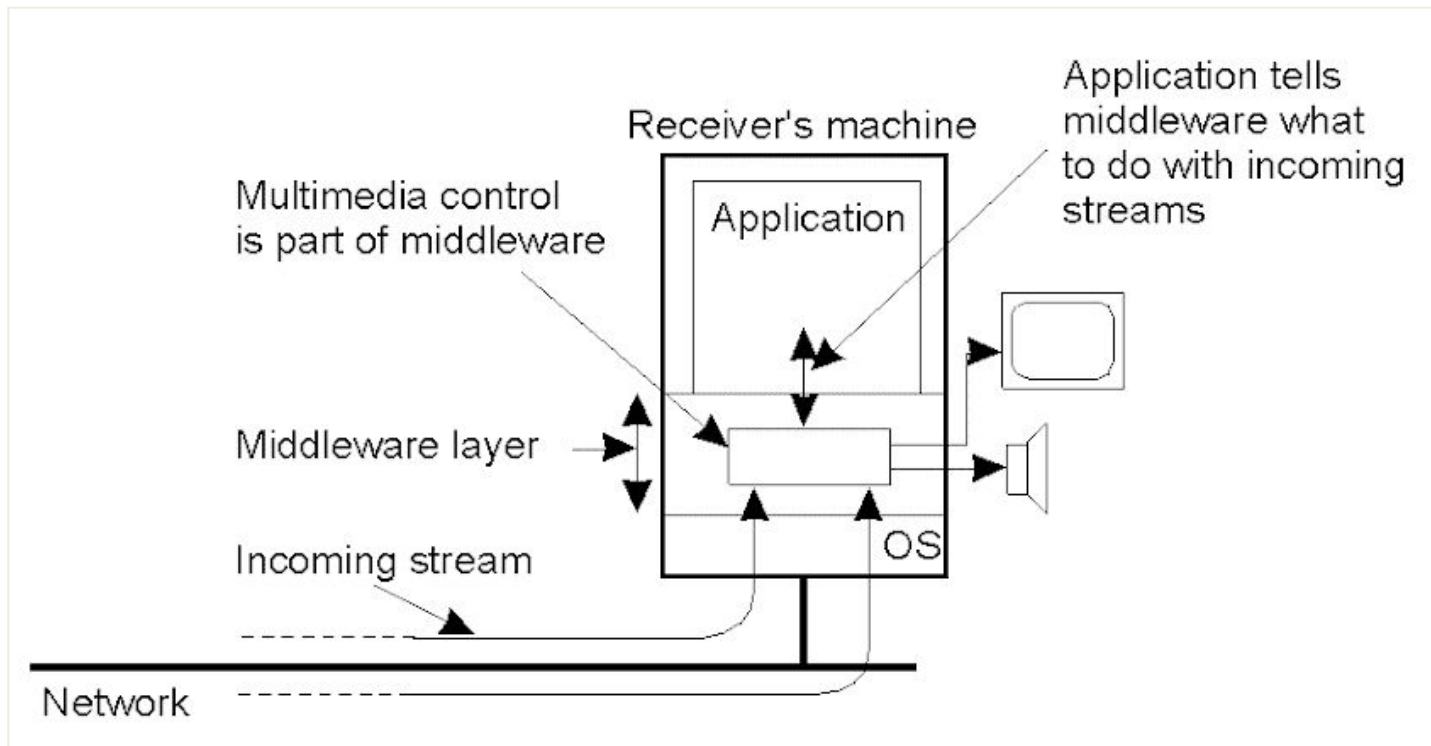 Receiver's machine
Application tells
middleware what
to do with incoming
streams
Multimedia control
is part of middleware
Application
Middleware layer
OS
Incoming stream
Network